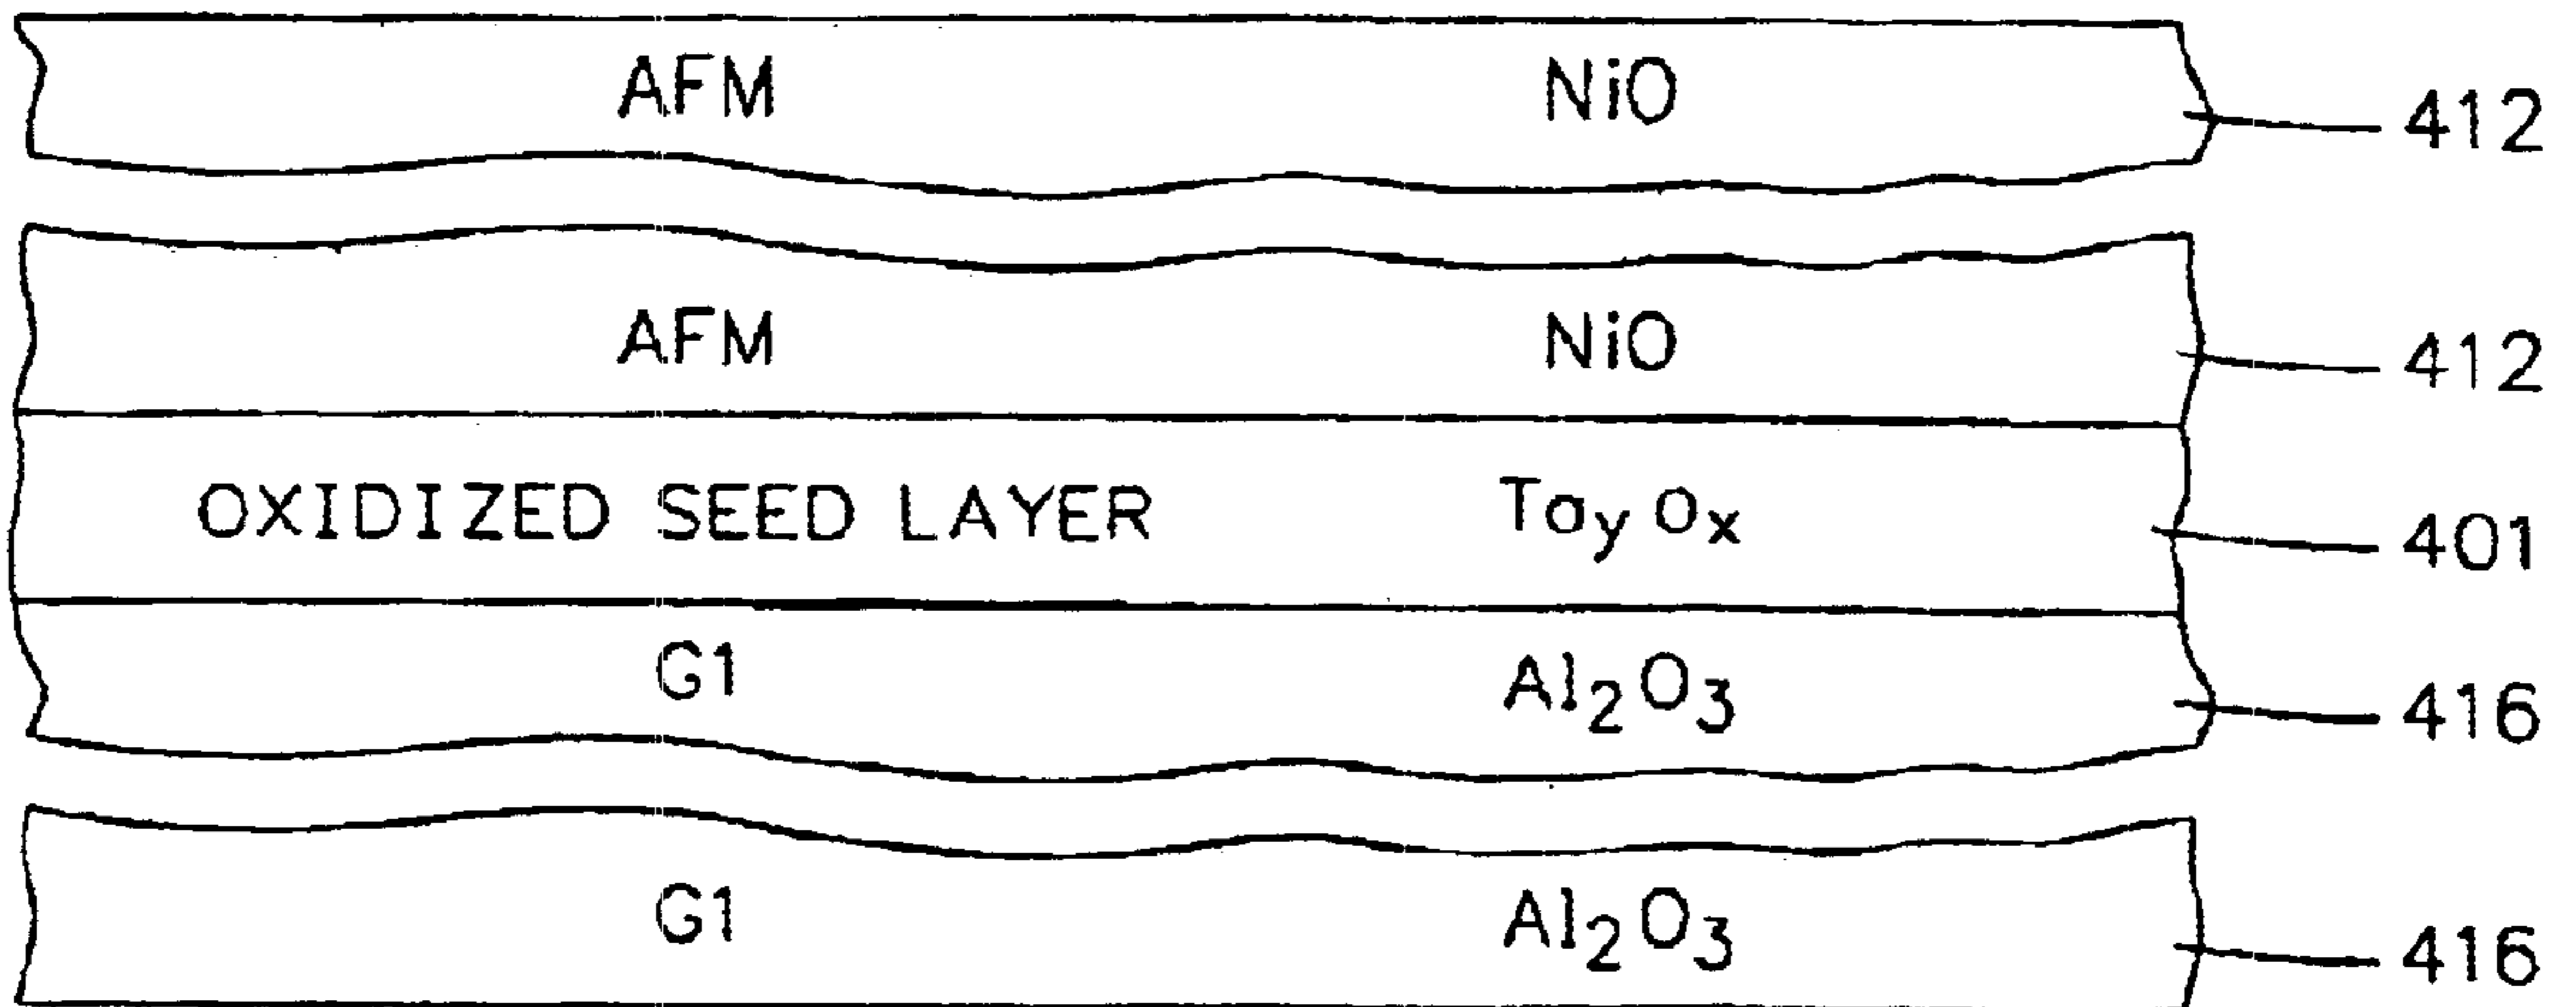 AFM NiO 412
AFM NiO 412
OXIDIZED SEED LAYER TayOx 401
G1 Al2O3 416
G1 Al2O3 416